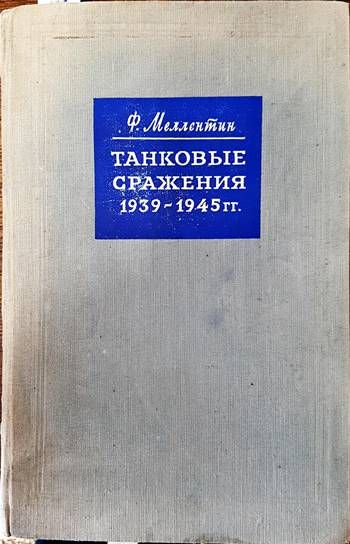 Ф. Меллентин
ТАНКОВЫЕ
СРАЖЕНИЯ
1939-1945 гг.